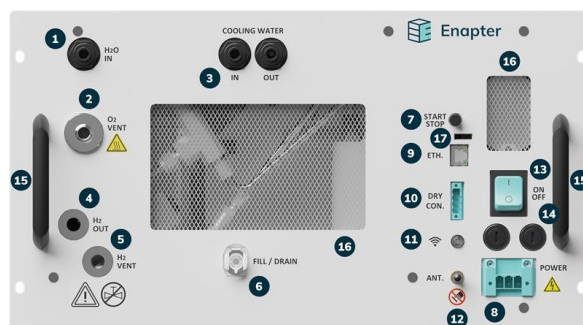 Enapter
COOLING WATER
1
H2O
IN
3
IN
OUT
16
2
O2
VENT
7
START
STOP
17
9
ETH.
13
15
ON
OFF
15
4
H2
OUT
10
DRY
CON.
14
5
H2
VENT
16
11
FILL / DRAIN
6
ANT.
POWER
12
8